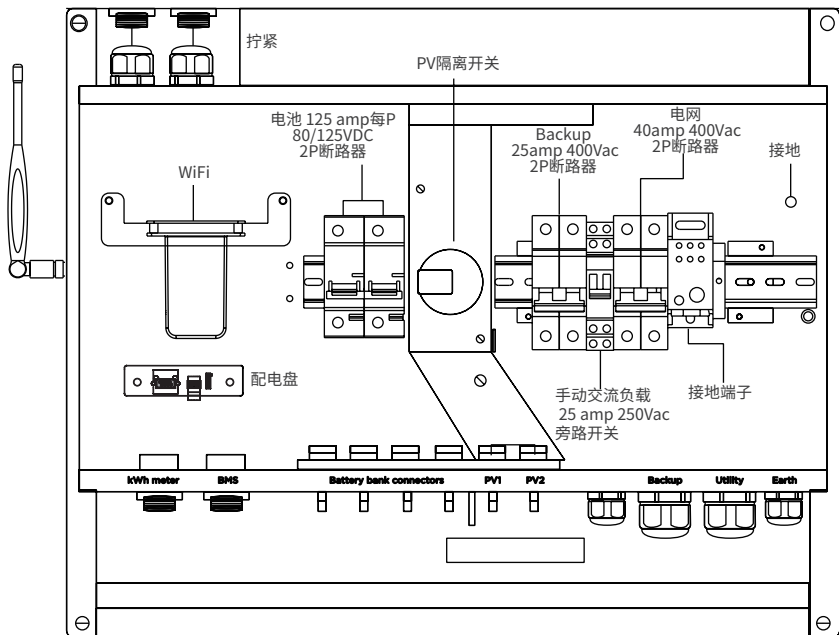 拧紧
PV隔离开关
电池 125 amp每P
80/125VDC
2P断路器
Backup
25amp 400Vac
2P断路器
电网
40amp 400Vac
2P断路器
接地
WiFi
配电盘
手动交流负载
25 amp 250Vac
旁路开关
接地端子
kWh meter
BMS
Battery bank connectors
PV1
PV2
Backup
Utility
Earth